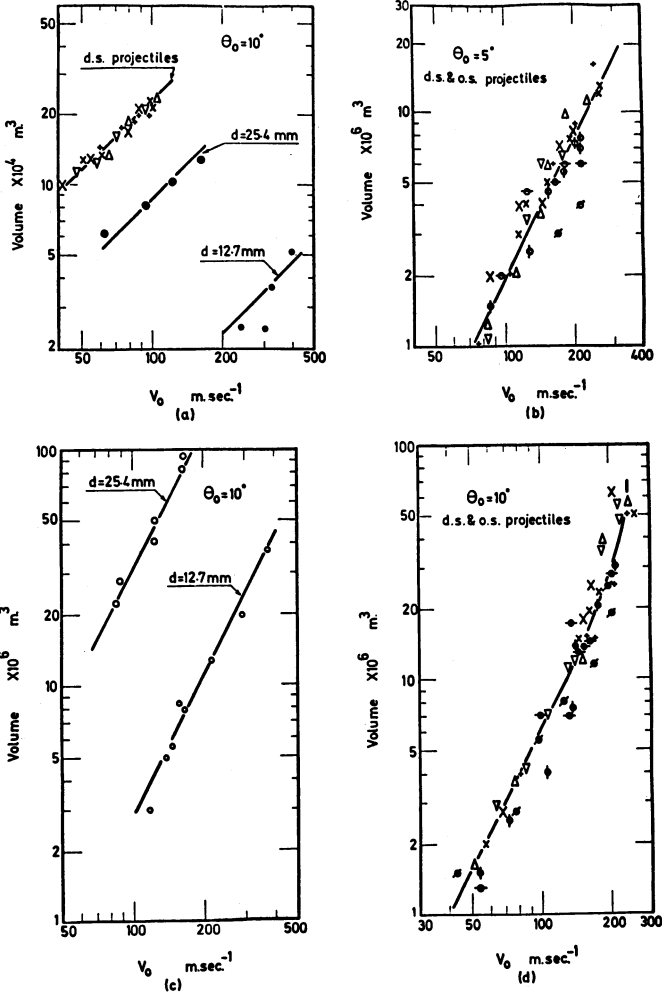 50
20
10
5
2
Volume X10⁴ m³
50 100 200 500
V₀ m.sec.⁻¹
(a)
θ₀=10°
d.s. projectiles
d=25·4 mm
d=12·7mm
30
20
10
5
2
1
Volume X10⁶ m³
50 100 200 400
V₀ m.sec.⁻¹
(b)
θ₀=5°
d.s.& o.s. projectiles
100
50
20
10
5
2
1
Volume X10⁶ m³
50 100 200 500
V₀ m.sec.⁻¹
(c)
d=25·4mm
θ₀=10°
d=12·7mm
100
50
20
10
5
2
1
Volume X10⁶ m³
30 50 100 200 300
V₀ m.sec.⁻¹
(d)
θ₀=10°
d.s.& o.s. projectiles